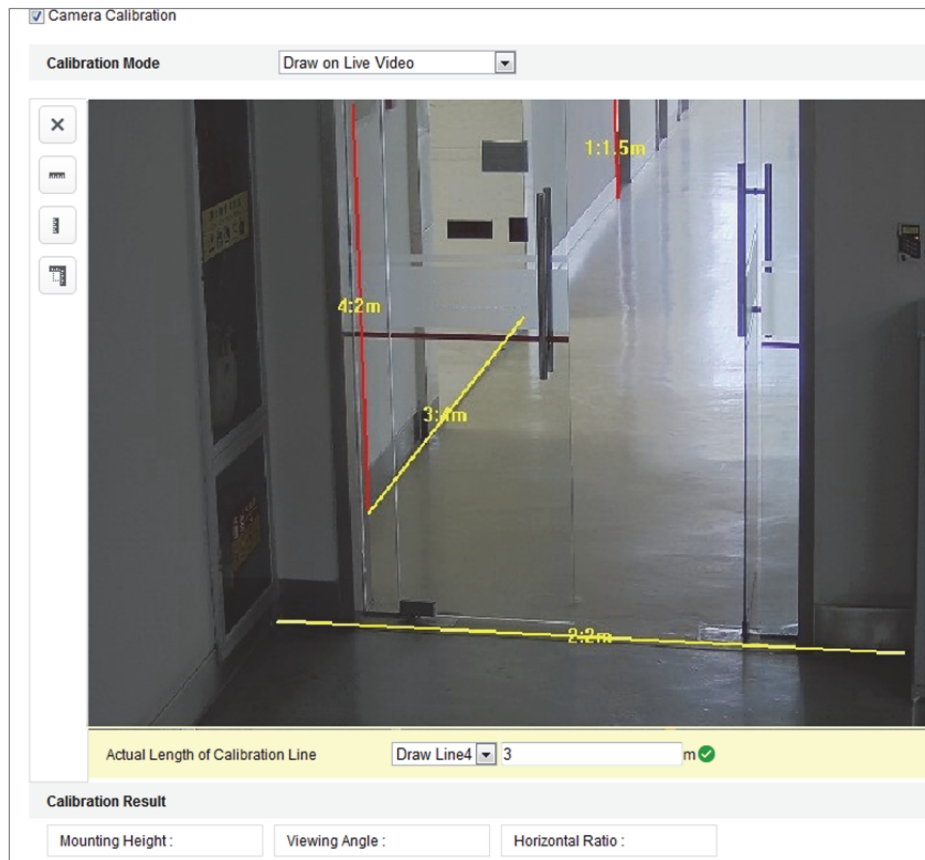 Camera Calibration
Calibration Mode
Draw on Live Video
1:1.5m
4:2m
3:4m
2:2m
Actual Length of Calibration Line
Draw Line4
3
m
Calibration Result
Mounting Height :
Viewing Angle :
Horizontal Ratio :